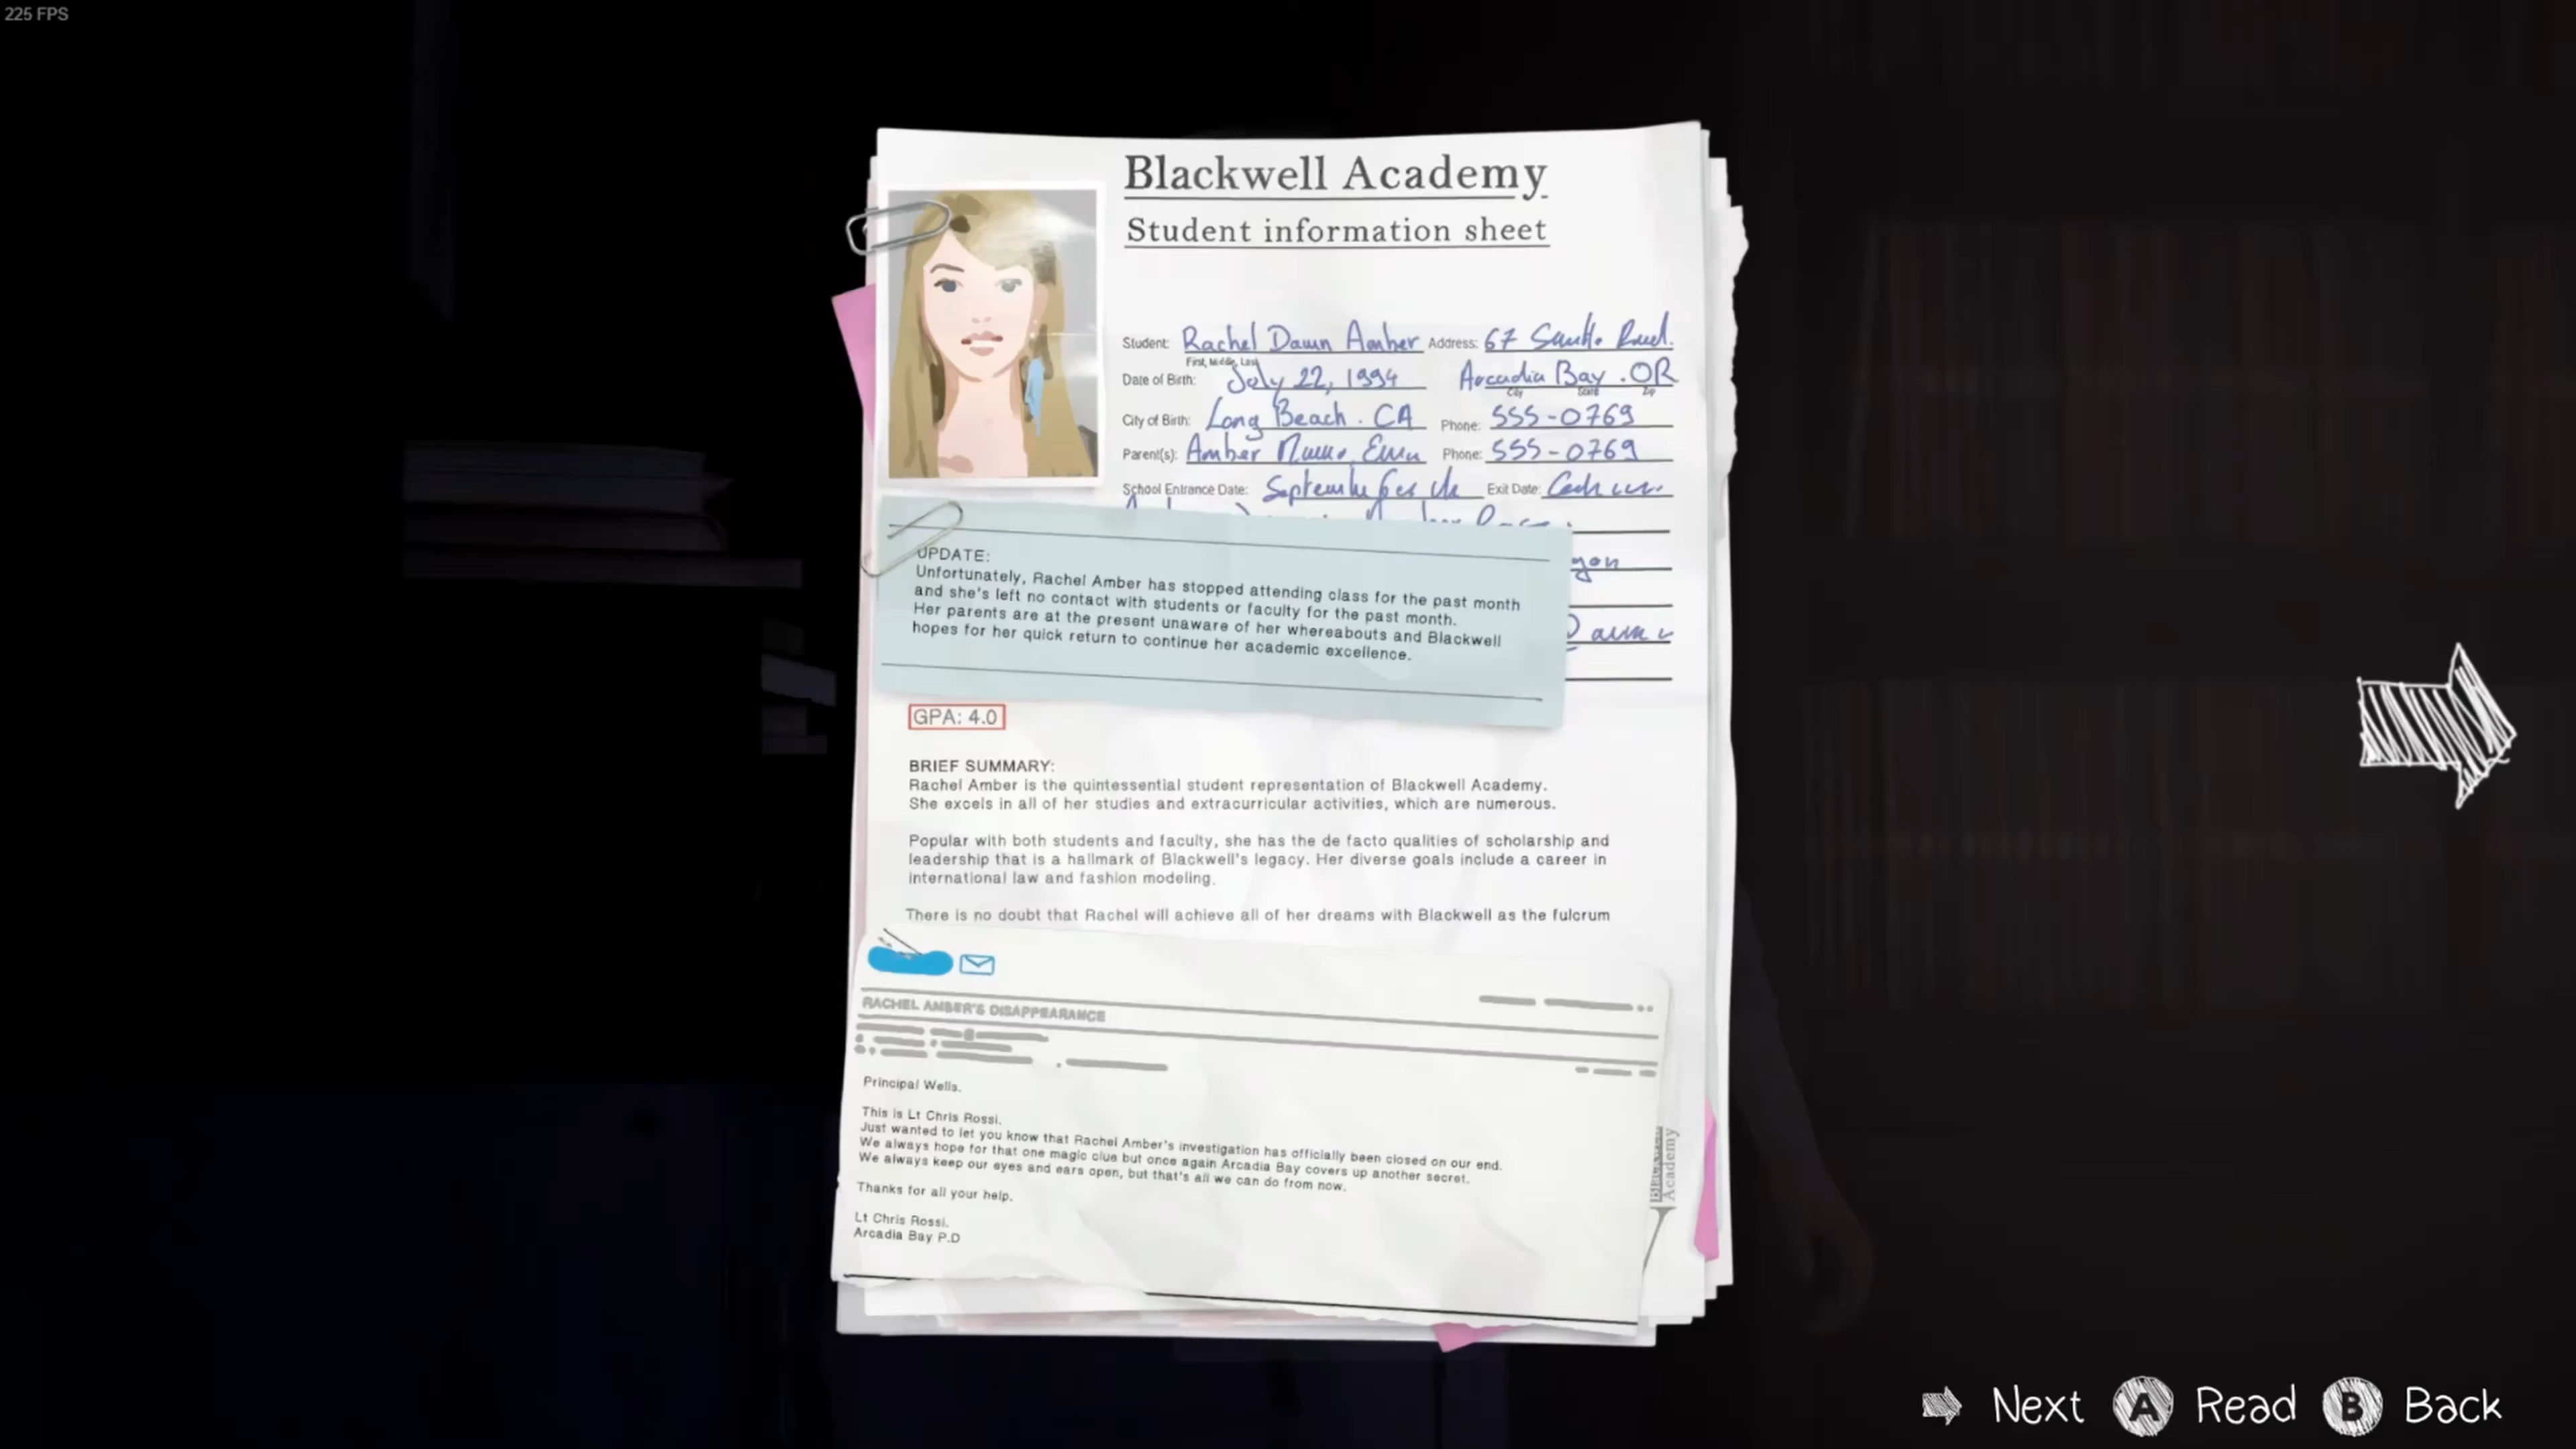 225 FPS
Blackwell Academy
Student information sheet
Student: Rachel Dawn Amber Address: 67
First, Middle, Last
Date of Birth: July 22, 1994 Arcadia Bay . OR
City State Zip
City of Birth: Long Beach . CA Phone: 555-0769
Parent(s): Amber Phone: 555-0769
School Entrance Date: Exit Date:
UPDATE:
Unfortunately, Rachel Amber has stopped attending class for the past month
and she's left no contact with students or faculty for the past month.
Her parents are at the present unaware of her whereabouts and Blackwell
hopes for her quick return to continue her academic excellence.
GPA: 4.0
BRIEF SUMMARY:
Rachel Amber is the quintessential student representation of Blackwell Academy.
She excels in all of her studies and extracurricular activities, which are numerous.
Popular with both students and faculty, she has the de facto qualities of scholarship and
leadership that is a hallmark of Blackwell's legacy. Her diverse goals include a career in
international law and fashion modeling.
There is no doubt that Rachel will achieve all of her dreams with Blackwell as the fulcrum
RACHEL AMBER'S DISAPPEARANCE
Principal Wells.
This is Lt Chris Rossi.
Just wanted to let you know that Rachel Amber's investigation has officially been closed on our end.
We always hope for that one magic clue but once again Arcadia Bay covers up another secret.
We always keep our eyes and ears open, but that's all we can do from now.
Thanks for all your help.
Lt Chris Rossi.
Arcadia Bay P.D
Academy
Next A Read B Back